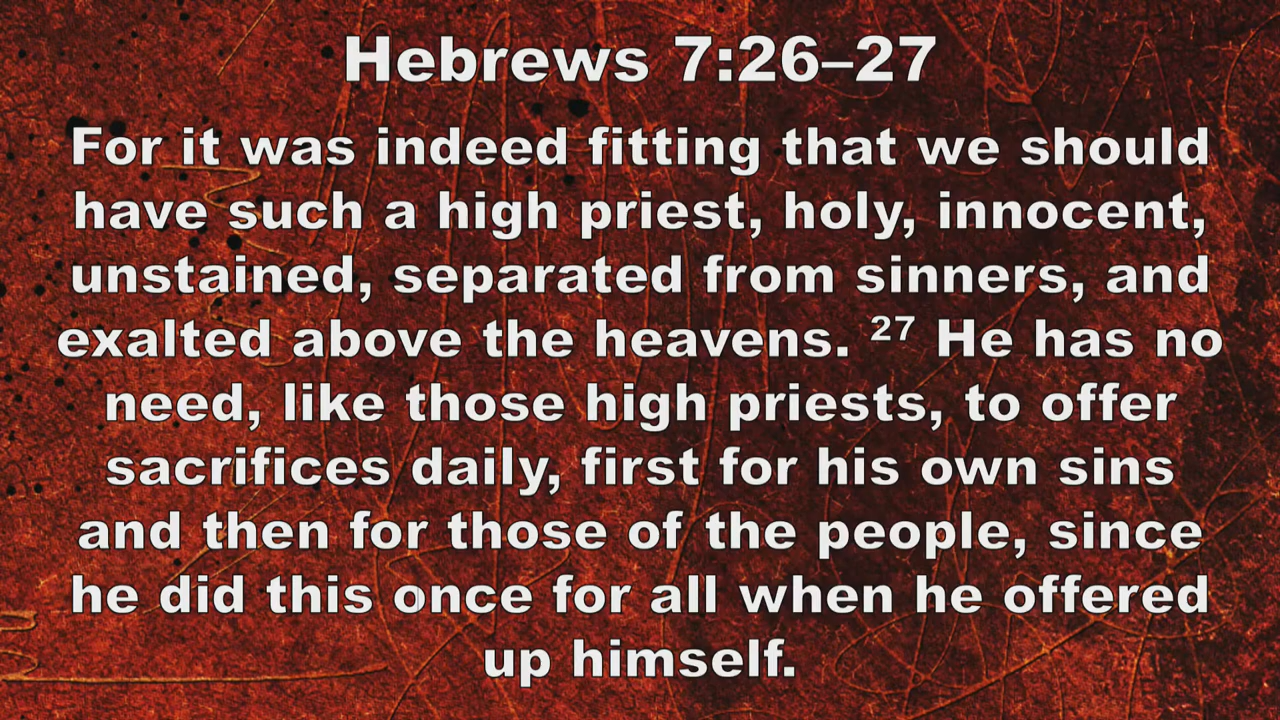 Hebrews 7:26–27
For it was indeed fitting that we should
have such a high priest, holy, innocent,
unstained, separated from sinners, and
exalted above the heavens. ²⁷ He has no
need, like those high priests, to offer
sacrifices daily, first for his own sins
and then for those of the people, since
he did this once for all when he offered
up himself.